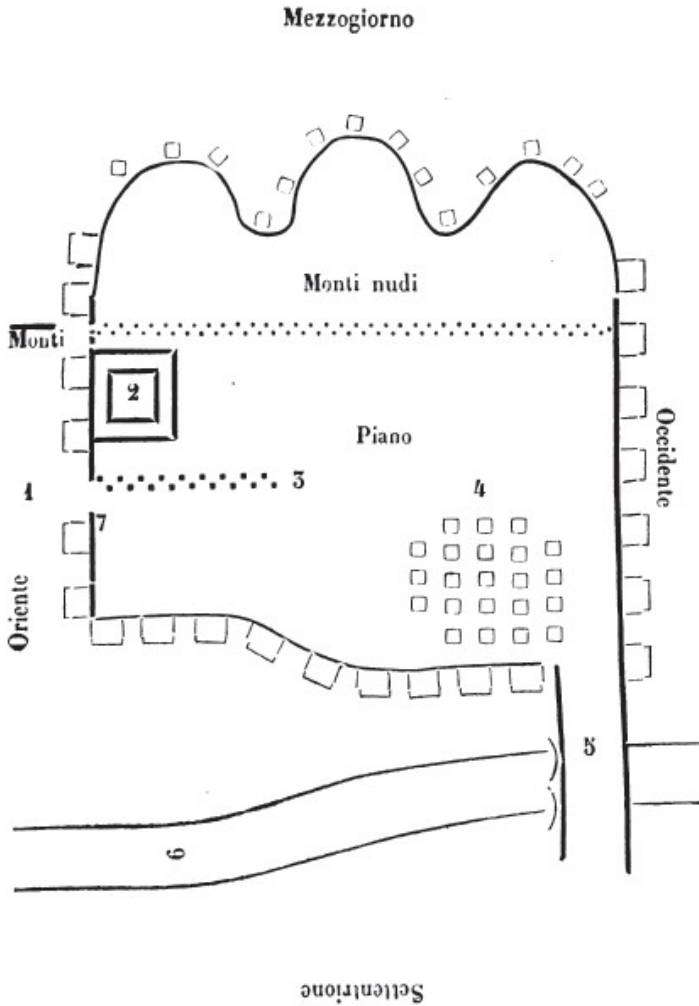 Mezzogiorno
Monti nudi
Monti
2
Piano
Occidente
1
3
4
7
Oriente
5
6
Settentrione